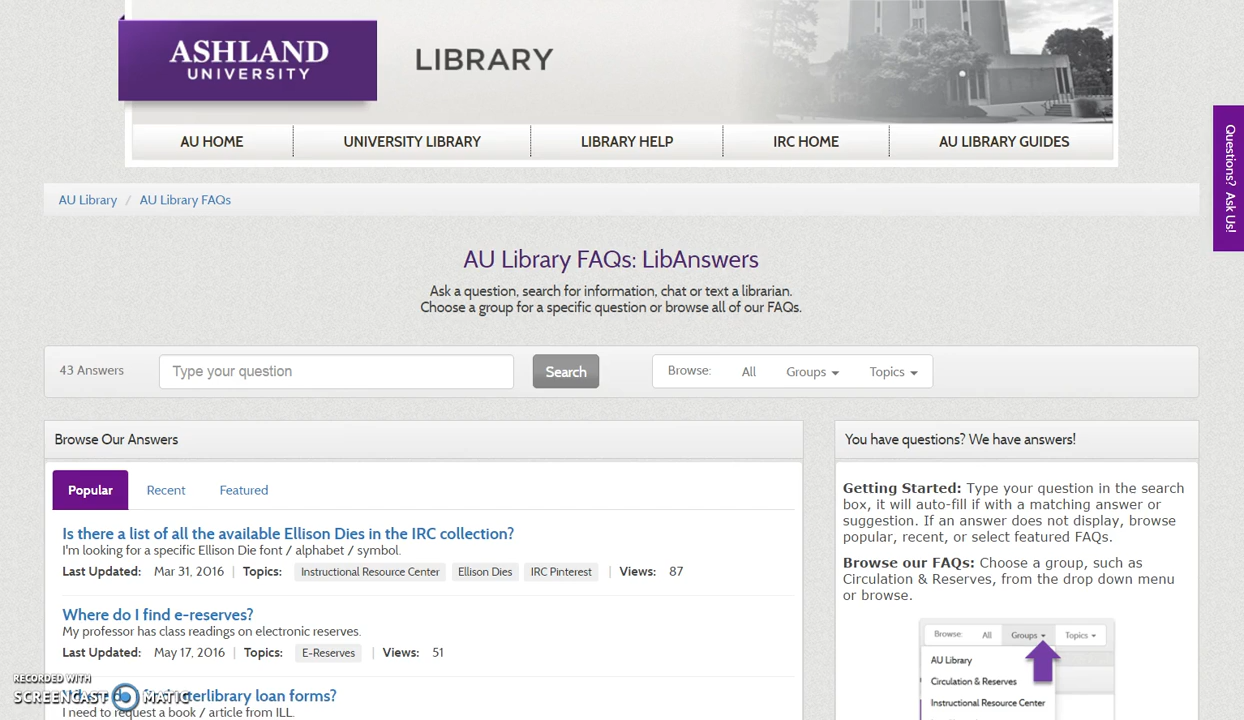 ASHLAND
UNIVERSITY
LIBRARY
AU HOME
UNIVERSITY LIBRARY
LIBRARY HELP
IRC HOME
AU LIBRARY GUIDES
Questions? Ask Us!
AU Library / AU Library FAQs
AU Library FAQs: LibAnswers
Ask a question, search for information, chat or text a librarian.
Choose a group for a specific question or browse all of our FAQs.
43 Answers
Type your question
Search
Browse: All Groups Topics
Browse Our Answers
Popular Recent Featured
Is there a list of all the available Ellison Dies in the IRC collection?
I'm looking for a specific Ellison Die font / alphabet / symbol.
Last Updated: Mar 31, 2016 | Topics: Instructional Resource Center Ellison Dies IRC Pinterest | Views: 87
Where do I find e-reserves?
My professor has class readings on electronic reserves.
Last Updated: May 17, 2016 | Topics: E-Reserves | Views: 51
interlibrary loan forms?
I need to request a book / article from ILL.
RECORDED WITH
SCREENCAST MATIC
You have questions? We have answers!
Getting Started: Type your question in the search
box, it will auto-fill if with a matching answer or
suggestion. If an answer does not display, browse
popular, recent, or select featured FAQs.
Browse our FAQs: Choose a group, such as
Circulation & Reserves, from the drop down menu
or browse.
Browse: All Groups Topics
AU Library
Circulation & Reserves
Instructional Resource Center